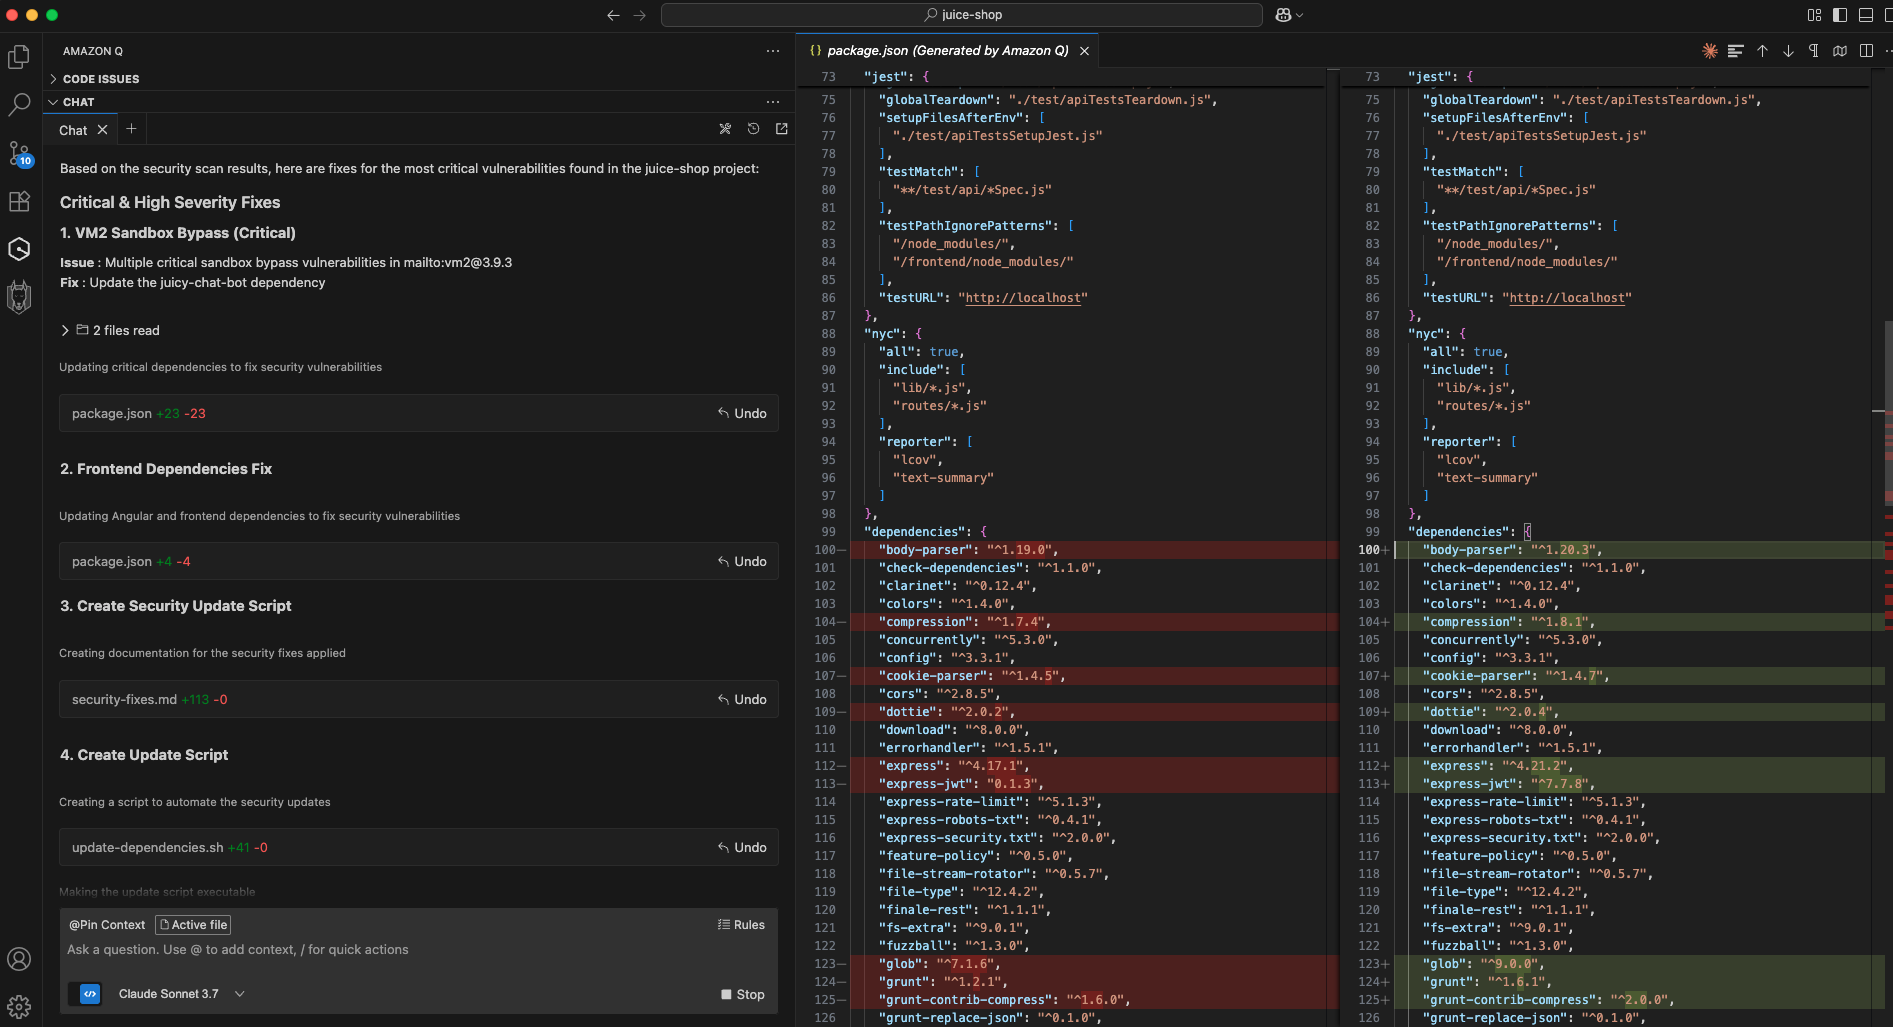 juice-shop
AMAZON Q
CODE ISSUES
CHAT
Chat
10
Based on the security scan results, here are fixes for the most critical vulnerabilities found in the juice-shop project:
Critical & High Severity Fixes
1. VM2 Sandbox Bypass (Critical)
Issue : Multiple critical sandbox bypass vulnerabilities in mailto:vm2@3.9.3
Fix : Update the juicy-chat-bot dependency
2 files read
Updating critical dependencies to fix security vulnerabilities
package.json +23 -23
Undo
2. Frontend Dependencies Fix
Updating Angular and frontend dependencies to fix security vulnerabilities
package.json +4 -4
Undo
3. Create Security Update Script
Creating documentation for the security fixes applied
security-fixes.md +113 -0
Undo
4. Create Update Script
Creating a script to automate the security updates
update-dependencies.sh +41 -0
Undo
Making the update script executable
@Pin Context
Active file
Rules
Ask a question. Use @ to add context, / for quick actions
Claude Sonnet 3.7
Stop
{} package.json (Generated by Amazon Q)
73 "jest": {
75 "globalTeardown": "./test/apiTestsTeardown.js",
76 "setupFilesAfterEnv": [
77 "./test/apiTestsSetupJest.js"
78 ],
79 "testMatch": [
80 "**/test/api/*Spec.js"
81 ],
82 "testPathIgnorePatterns": [
83 "/node_modules/",
84 "/frontend/node_modules/"
85 ],
86 "testURL": "http://localhost"
87 },
88 "nyc": {
89 "all": true,
90 "include": [
91 "lib/*.js",
92 "routes/*.js"
93 ],
94 "reporter": [
95 "lcov",
96 "text-summary"
97 ]
98 },
99 "dependencies": {
100— "body-parser": "^1.19.0",
101 "check-dependencies": "^1.1.0",
102 "clarinet": "^0.12.4",
103 "colors": "^1.4.0",
104— "compression": "^1.7.4",
105 "concurrently": "^5.3.0",
106 "config": "^3.3.1",
107— "cookie-parser": "^1.4.5",
108 "cors": "^2.8.5",
109— "dottie": "^2.0.2",
110 "download": "^8.0.0",
111 "errorhandler": "^1.5.1",
112— "express": "^4.17.1",
113— "express-jwt": "0.1.3",
114 "express-rate-limit": "^5.1.3",
115 "express-robots-txt": "^0.4.1",
116 "express-security.txt": "^2.0.0",
117 "feature-policy": "^0.5.0",
118 "file-stream-rotator": "^0.5.7",
119 "file-type": "^12.4.2",
120 "finale-rest": "^1.1.1",
121 "fs-extra": "^9.0.1",
122 "fuzzball": "^1.3.0",
123— "glob": "^7.1.6",
124— "grunt": "^1.2.1",
125— "grunt-contrib-compress": "^1.6.0",
126 "grunt-replace-json": "^0.1.0",
73 "jest": {
75 "globalTeardown": "./test/apiTestsTeardown.js",
76 "setupFilesAfterEnv": [
77 "./test/apiTestsSetupJest.js"
78 ],
79 "testMatch": [
80 "**/test/api/*Spec.js"
81 ],
82 "testPathIgnorePatterns": [
83 "/node_modules/",
84 "/frontend/node_modules/"
85 ],
86 "testURL": "http://localhost"
87 },
88 "nyc": {
89 "all": true,
90 "include": [
91 "lib/*.js",
92 "routes/*.js"
93 ],
94 "reporter": [
95 "lcov",
96 "text-summary"
97 ]
98 },
99 "dependencies": {
100+ "body-parser": "^1.20.3",
101 "check-dependencies": "^1.1.0",
102 "clarinet": "^0.12.4",
103 "colors": "^1.4.0",
104+ "compression": "^1.8.1",
105 "concurrently": "^5.3.0",
106 "config": "^3.3.1",
107+ "cookie-parser": "^1.4.7",
108 "cors": "^2.8.5",
109+ "dottie": "^2.0.4",
110 "download": "^8.0.0",
111 "errorhandler": "^1.5.1",
112+ "express": "^4.21.2",
113+ "express-jwt": "^7.7.8",
114 "express-rate-limit": "^5.1.3",
115 "express-robots-txt": "^0.4.1",
116 "express-security.txt": "^2.0.0",
117 "feature-policy": "^0.5.0",
118 "file-stream-rotator": "^0.5.7",
119 "file-type": "^12.4.2",
120 "finale-rest": "^1.1.1",
121 "fs-extra": "^9.0.1",
122 "fuzzball": "^1.3.0",
123+ "glob": "^9.0.0",
124+ "grunt": "^1.6.1",
125+ "grunt-contrib-compress": "^2.0.0",
126 "grunt-replace-json": "^0.1.0",